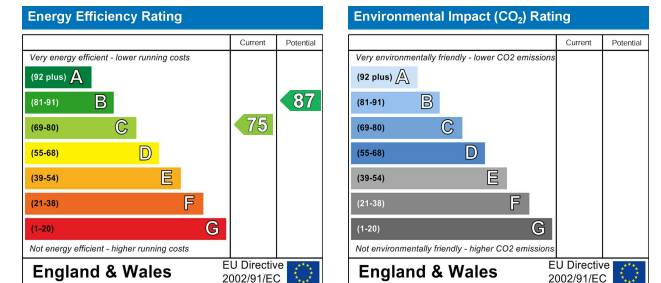 Energy Efficiency Rating
Current Potential
Very energy efficient - lower running costs
(92 plus) A
(81-91) B
87
(69-80) C
75
(55-68) D
(39-54) E
(21-38) F
(1-20) G
Not energy efficient - higher running costs
England & Wales
EU Directive
2002/91/EC
Environmental Impact (CO₂) Rating
Current Potential
Very environmentally friendly - lower CO2 emissions
(92 plus) A
(81-91) B
(69-80) C
(55-68) D
(39-54) E
(21-38) F
(1-20) G
Not environmentally friendly - higher CO2 emissions
England & Wales
EU Directive
2002/91/EC